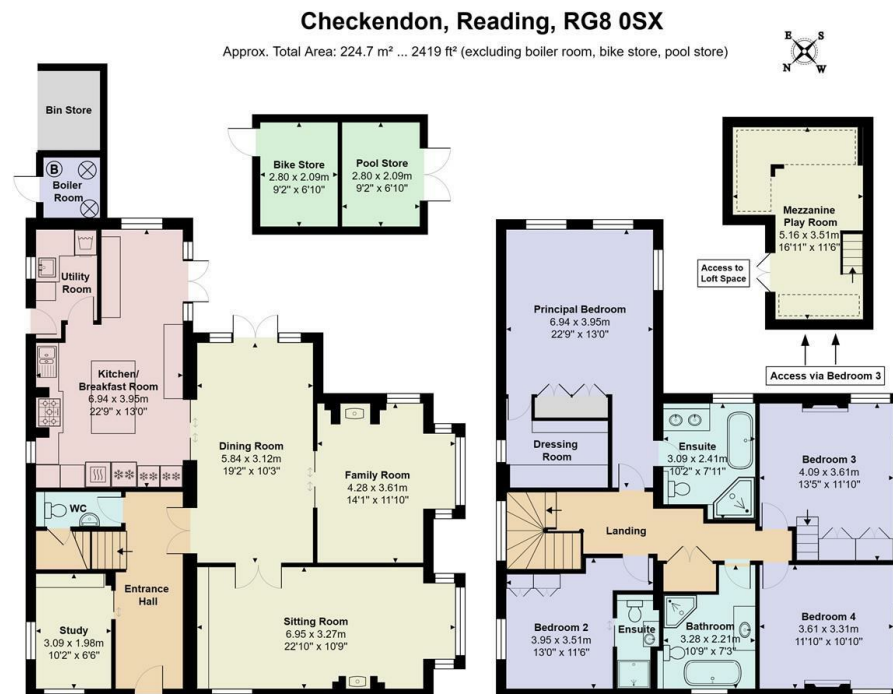 Checkendon, Reading, RG8 0SX
Approx. Total Area: 224.7 m² ... 2419 ft² (excluding boiler room, bike store, pool store)
E S
N W
Bin Store
B
Boiler
Room
Bike Store
2.80 x 2.09m
9'2" x 6'10"
Pool Store
2.80 x 2.09m
9'2" x 6'10"
Mezzanine
Play Room
5.16 x 3.51m
16'11" x 11'6"
Access to
Loft Space
Access via Bedroom 3
Utility
Room
Kitchen/
Breakfast Room
6.94 x 3.95m
22'9" x 13'0"
Dining Room
5.84 x 3.12m
19'2" x 10'3"
Family Room
4.28 x 3.61m
14'1" x 11'10"
WC
Entrance
Hall
Study
3.09 x 1.98m
10'2" x 6'6"
Sitting Room
6.95 x 3.27m
22'10" x 10'9"
Principal Bedroom
6.94 x 3.95m
22'9" x 13'0"
Dressing
Room
Ensuite
3.09 x 2.41m
10'2" x 7'11"
Bedroom 3
4.09 x 3.61m
13'5" x 11'10"
Landing
Bedroom 2
3.95 x 3.51m
13'0" x 11'6"
Ensuite
Bathroom
3.28 x 2.21m
10'9" x 7'3"
Bedroom 4
3.61 x 3.31m
11'10" x 10'10"